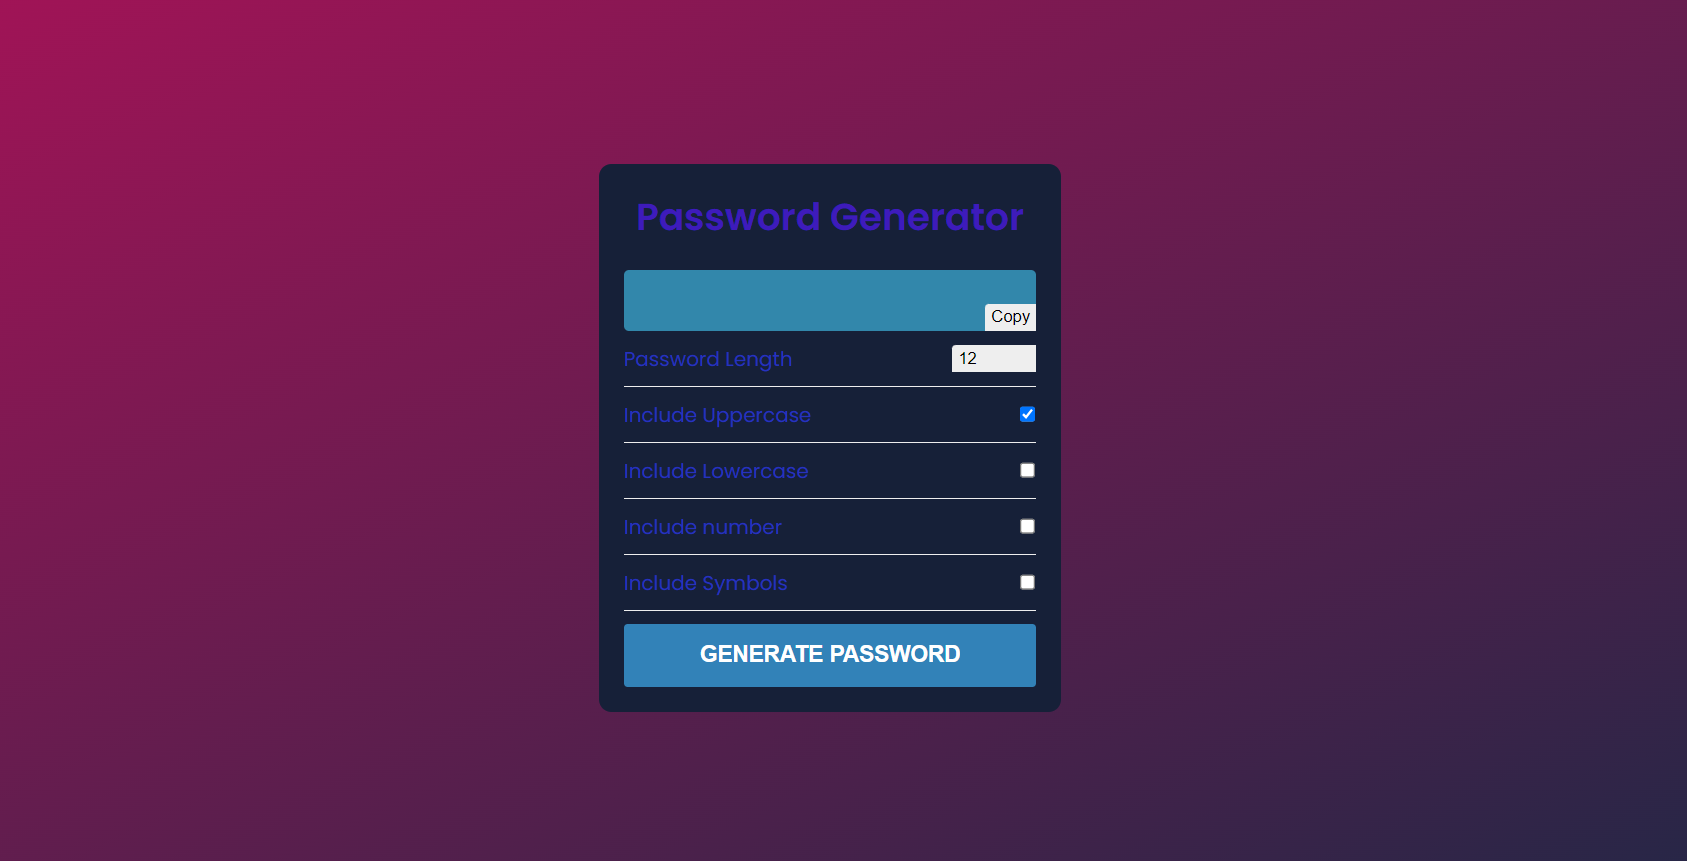 Password Generator
Copy
Password Length 12
Include Uppercase
Include Lowercase
Include number
Include Symbols
GENERATE PASSWORD